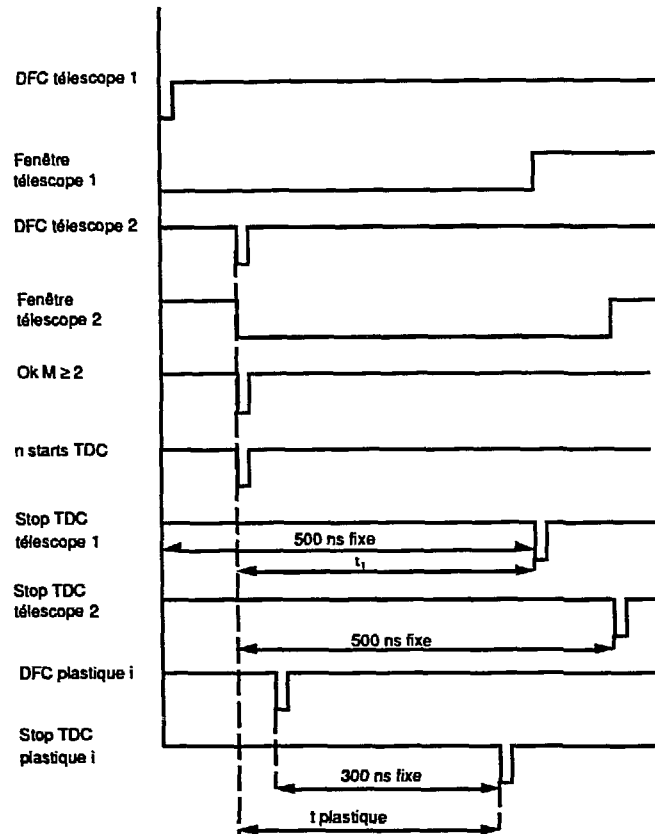 DFC télescope 1
Fenêtre
télescope 1
DFC télescope 2
Fenêtre
télescope 2
Ok M ≥ 2
n starts TDC
Stop TDC
télescope 1
500 ns fixe
t₁
Stop TDC
télescope 2
500 ns fixe
DFC plastique i
Stop TDC
plastique i
300 ns fixe
t plastique